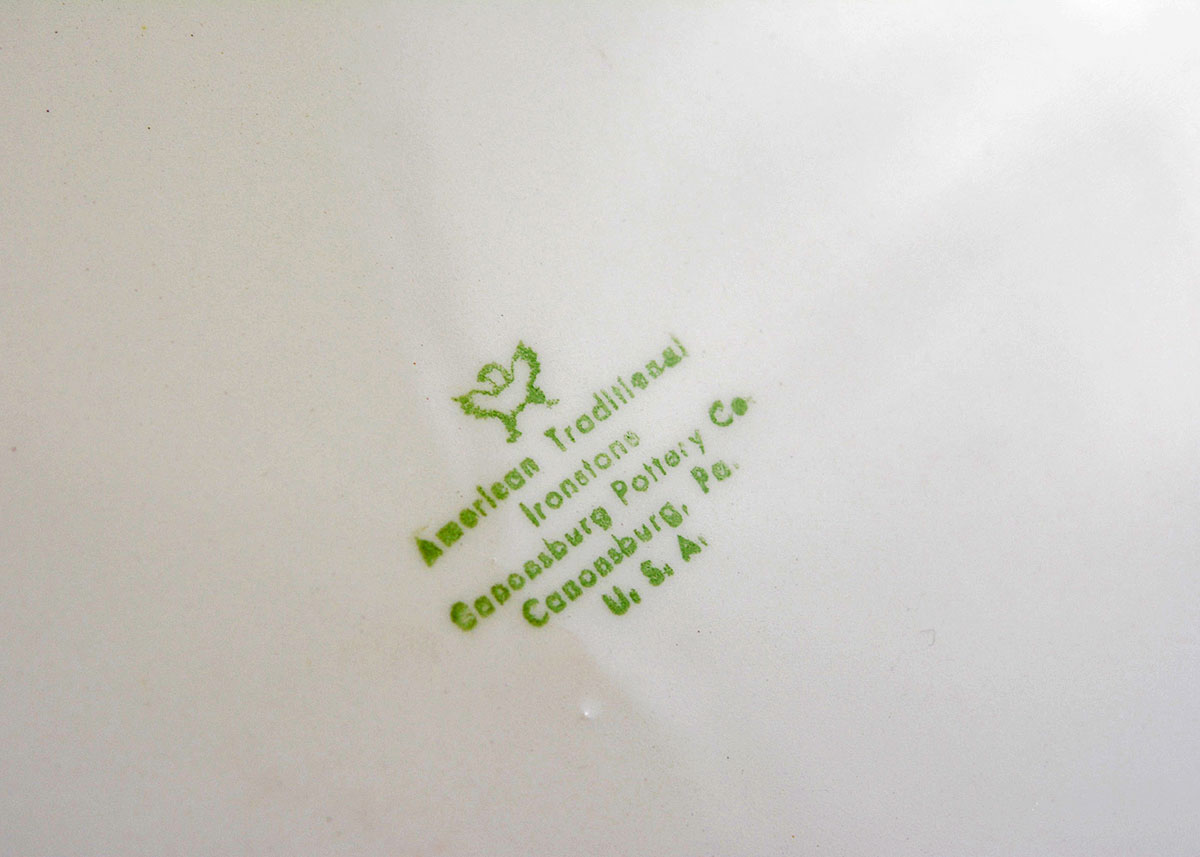 American Traditional
Ironstone
Canonsburg Pottery Co.
Canonsburg, Pa.
U. S. A.